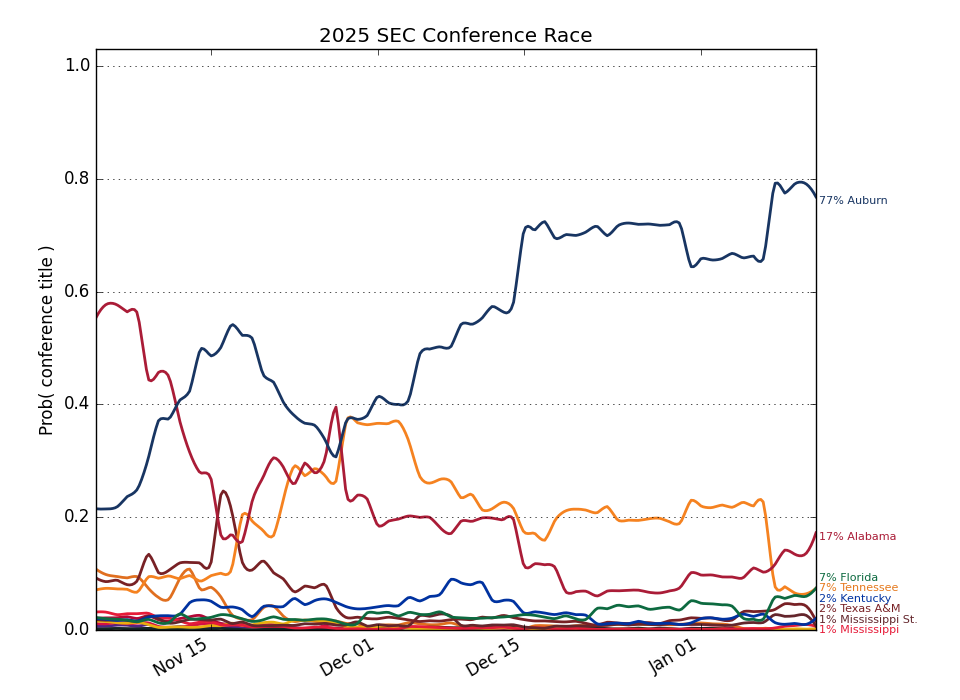 2025 SEC Conference Race
Prob( conference title )
1.0
0.8
0.6
0.4
0.2
0.0
Nov 15
Dec 01
Dec 15
Jan 01
77% Auburn
17% Alabama
7% Florida
7% Tennessee
2% Kentucky
2% Texas A&M
1% Mississippi St.
1% Mississippi